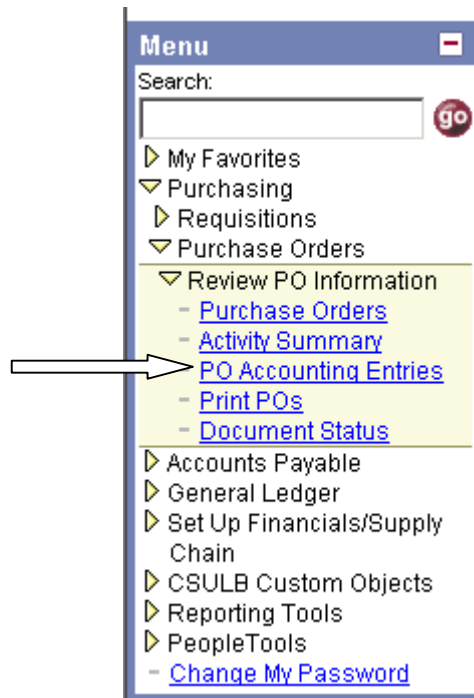 Menu
Search:
go
My Favorites
Purchasing
Requisitions
Purchase Orders
Review PO Information
Purchase Orders
Activity Summary
PO Accounting Entries
Print POs
Document Status
Accounts Payable
General Ledger
Set Up Financials/Supply
Chain
CSULB Custom Objects
Reporting Tools
PeopleTools
Change My Password